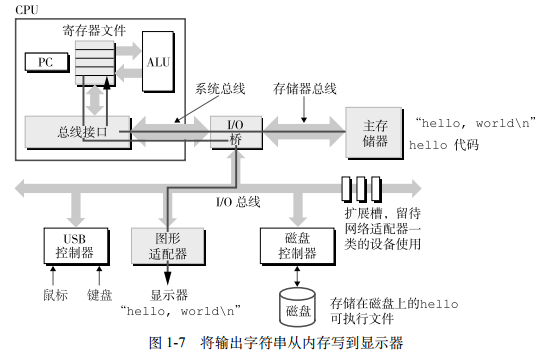 CPU
寄存器文件
PC
ALU
系统总线
存储器总线
总线接口
I/O
桥
主存
储器
“hello, world\n”
hello 代码
I/O 总线
扩展槽，留待
网络适配器一
类的设备使用
USB
控制器
图形
适配器
磁盘
控制器
鼠标
键盘
显示器
“hello, world\n”
磁盘
存储在磁盘上的hello
可执行文件
图 1-7 将输出字符串从内存写到显示器